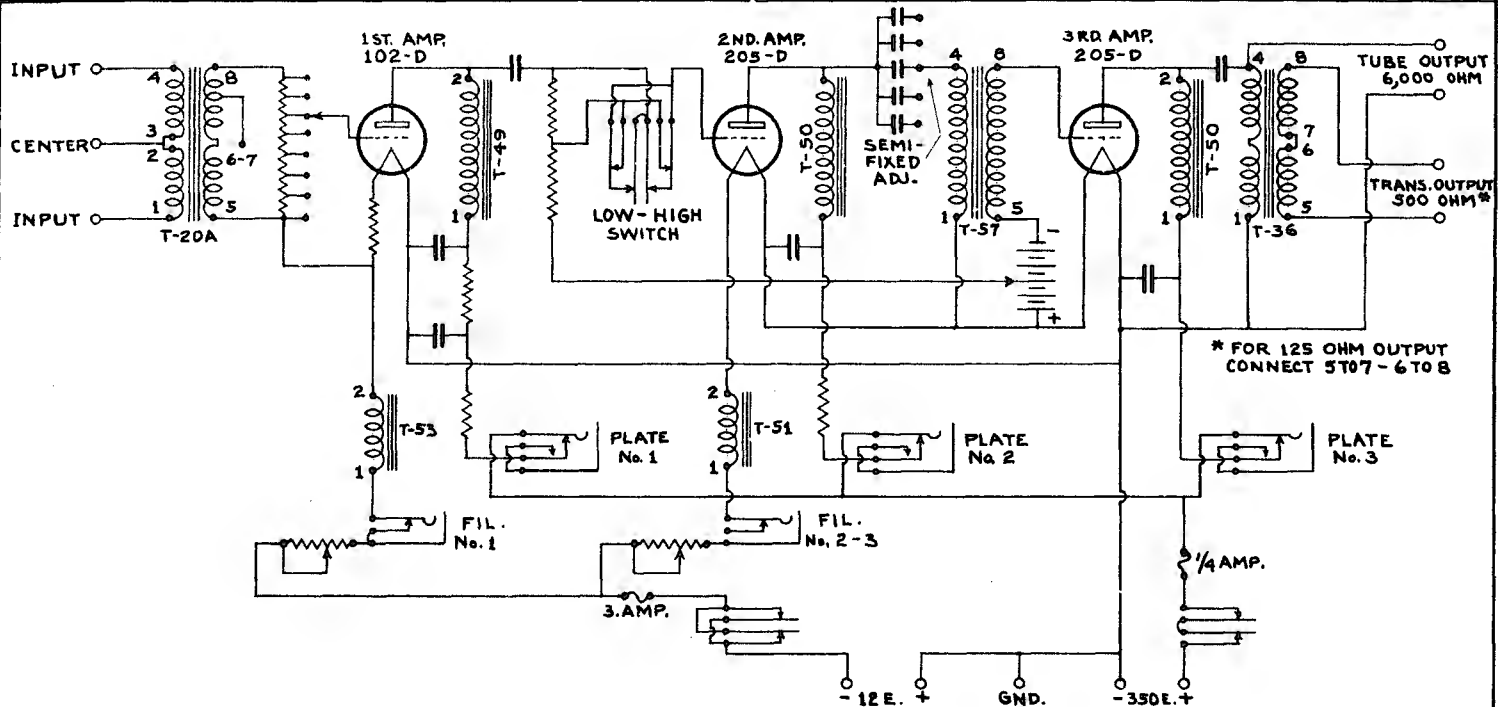 1ST. AMP.
102-D
2ND. AMP.
205-D
3RD. AMP.
205-D
INPUT
CENTER
INPUT
4
3
2
1
8
6-7
5
T-20A
2
T-49
1
LOW-HIGH
SWITCH
T-50
1
SEMI-
FIXED
ADJ.
4
8
1
5
T-57
-
+
2
T-50
1
4
8
7
6
1
5
T-36
TUBE OUTPUT
6,000 OHM
TRANS. OUTPUT
500 OHM*
* FOR 125 OHM OUTPUT
CONNECT 5 TO 7 - 6 TO 8
2
T-53
1
PLATE
No. 1
2
T-51
1
PLATE
No. 2
PLATE
No. 3
FIL.
No. 1
FIL.
No. 2-3
3. AMP.
1/4 AMP.
- 12 E. +
GND.
- 350 E. +